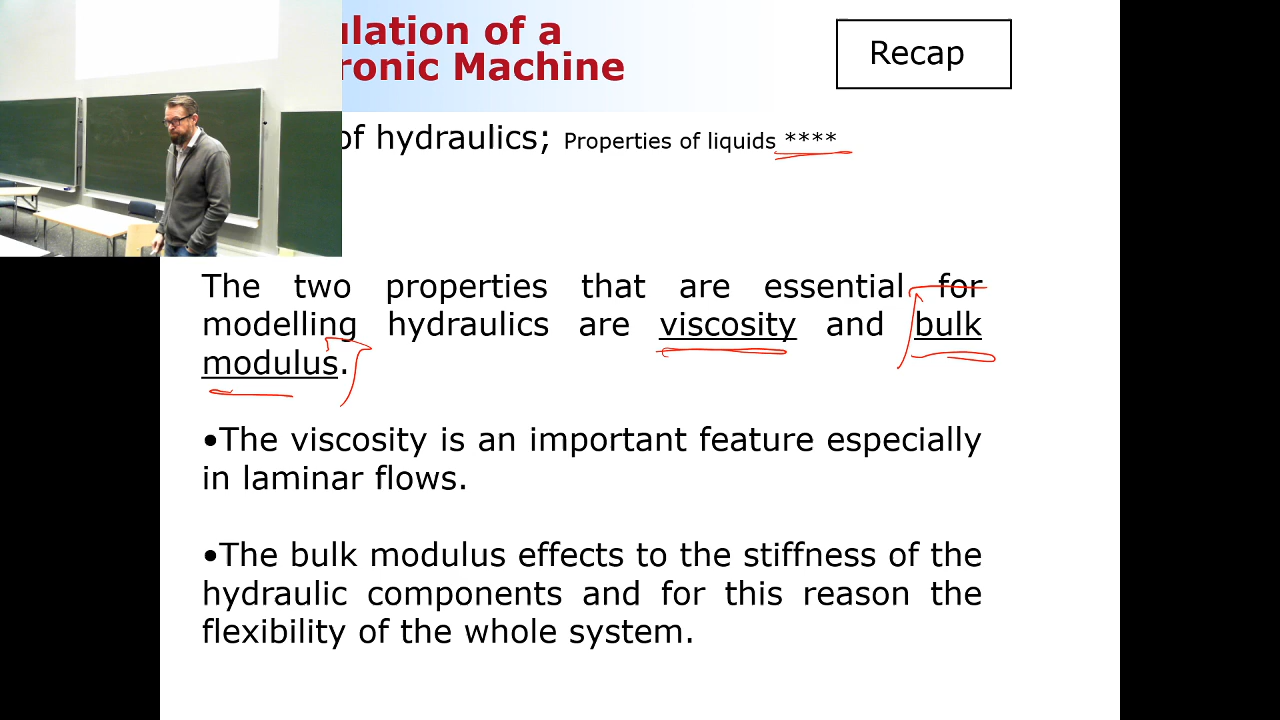 ulation of a
ronic Machine
Recap
of hydraulics; Properties of liquids ****
The two properties that are essential for
modelling hydraulics are viscosity and bulk
modulus.
•The viscosity is an important feature especially
in laminar flows.
•The bulk modulus effects to the stiffness of the
hydraulic components and for this reason the
flexibility of the whole system.